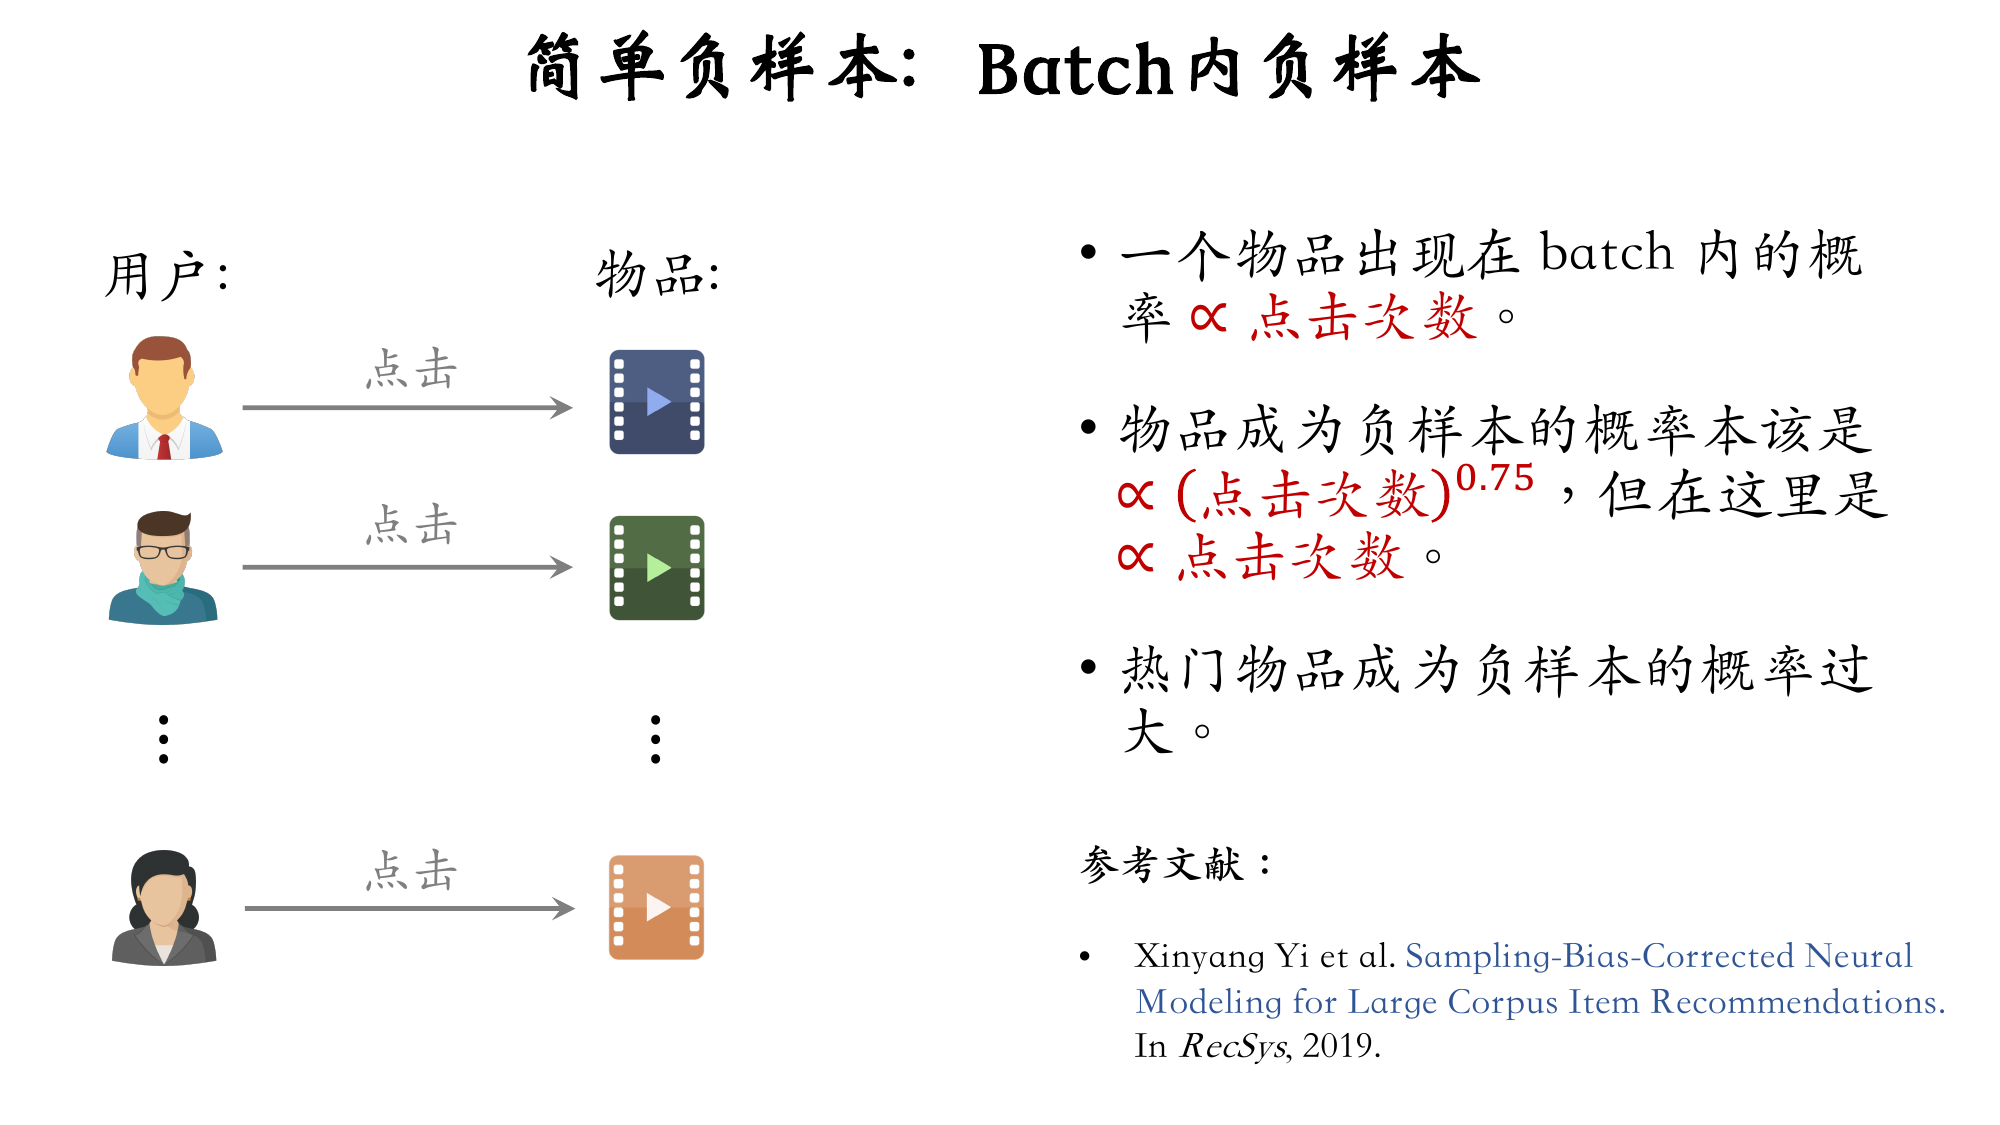 简单负样本：Batch内负样本
用户：
物品：
点击
点击
点击
• 一个物品出现在 batch 内的概
率 ∝ 点击次数。
• 物品成为负样本的概率本该是
∝ (点击次数)^0.75，但在这里是
∝ 点击次数。
• 热门物品成为负样本的概率过
大。
参考文献：
• Xinyang Yi et al. Sampling-Bias-Corrected Neural
Modeling for Large Corpus Item Recommendations.
In RecSys, 2019.